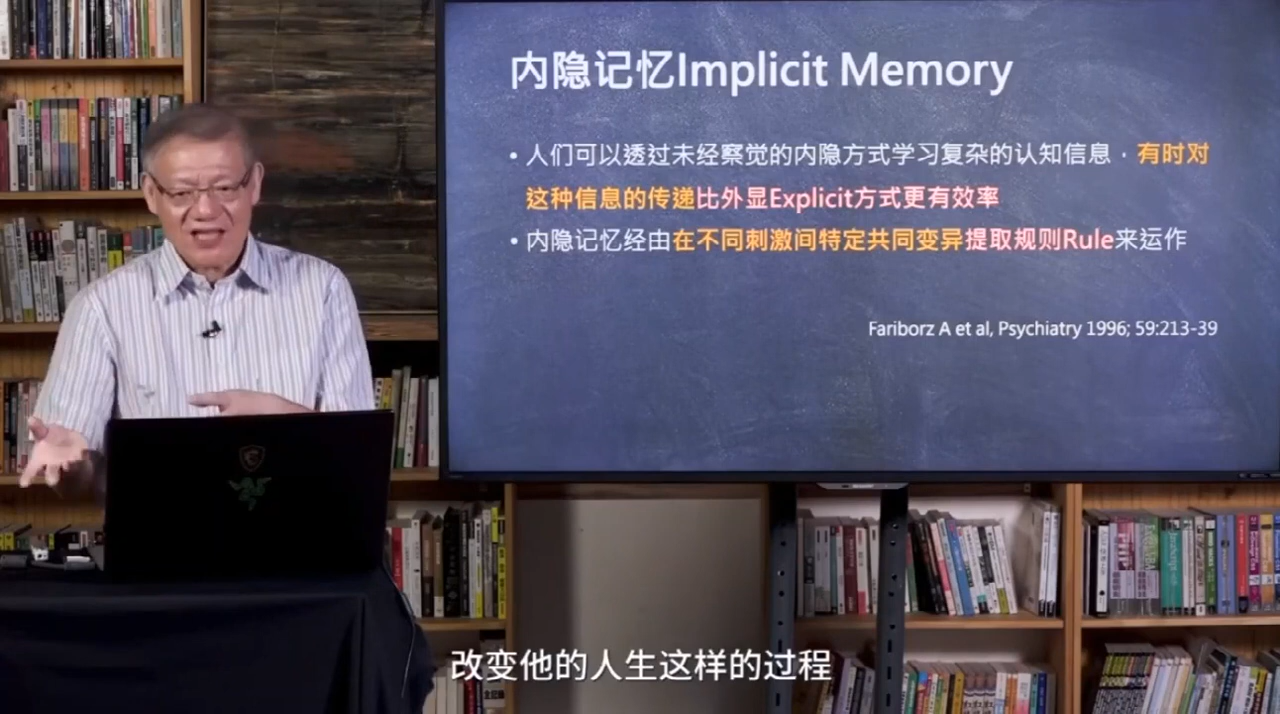 内隐记忆Implicit Memory
• 人们可以透过未经察觉的内隐方式学习复杂的认知信息，有时对
这种信息的传递比外显Explicit方式更有效率
• 内隐记忆经由在不同刺激间特定共同变异提取规则Rule来运作
Fariborz A et al, Psychiatry 1996; 59:213-39
改变他的人生这样的过程